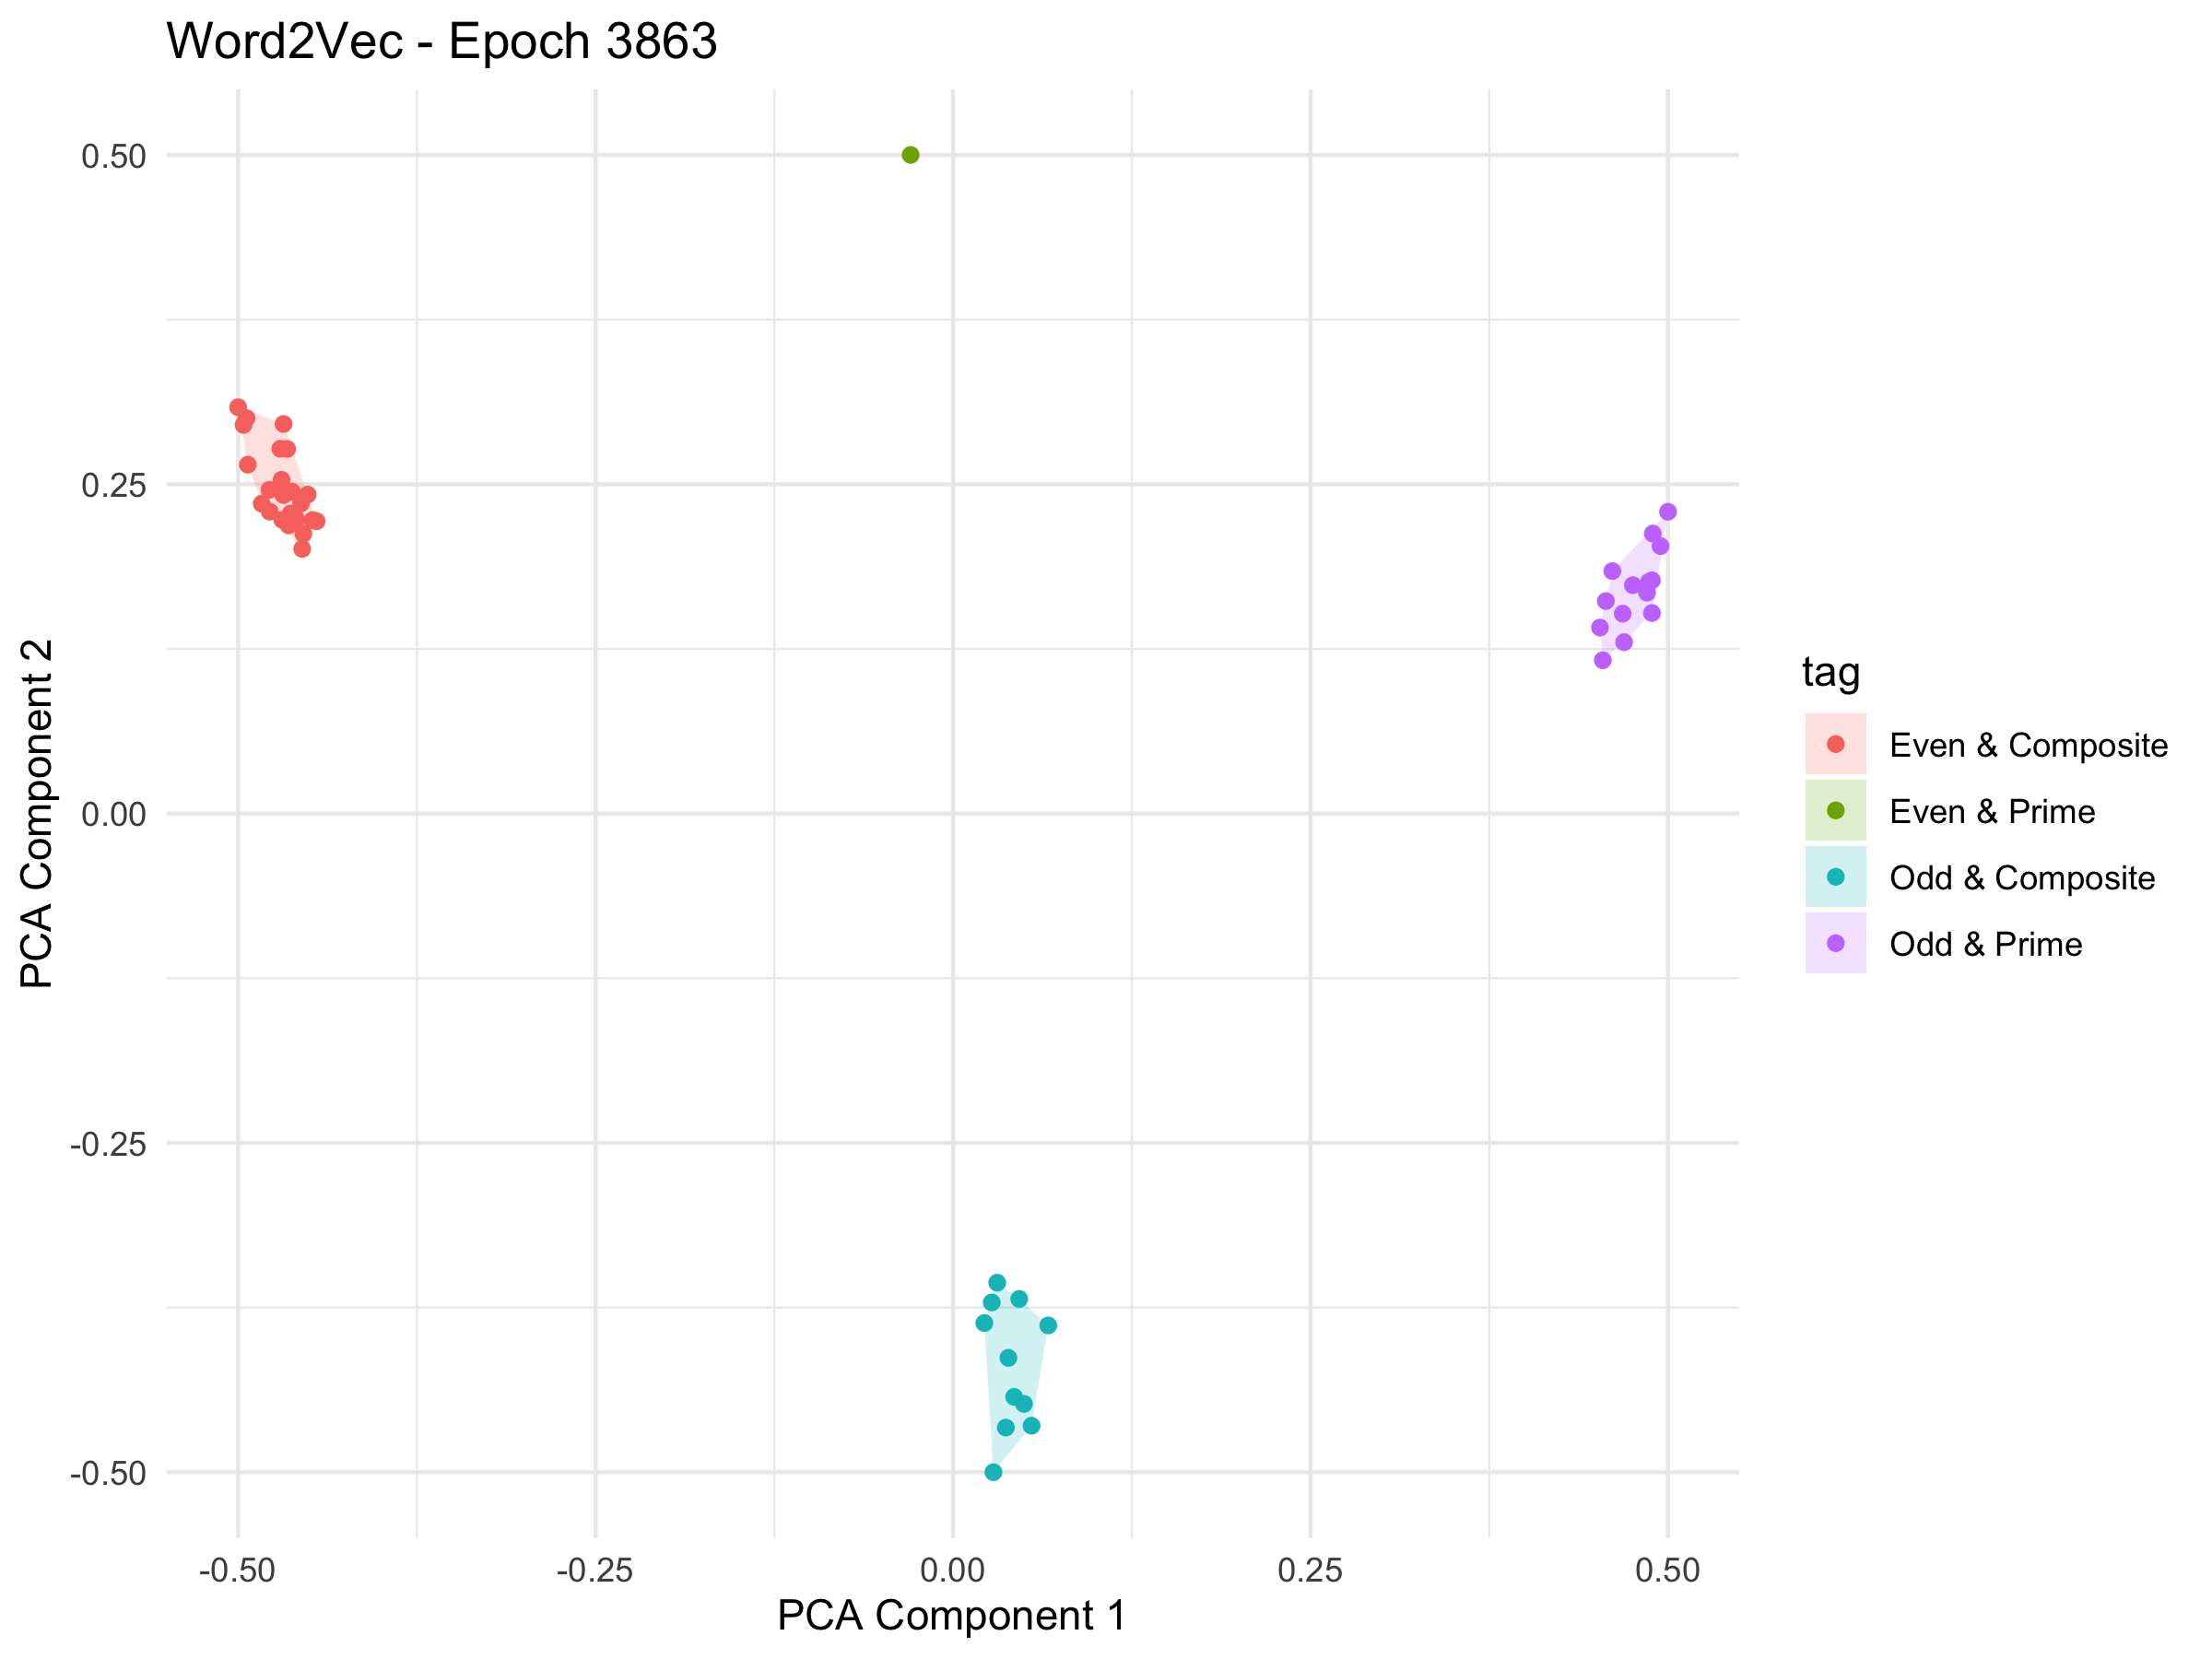 Word2Vec - Epoch 3863
0.50
0.25
0.00
-0.25
-0.50
PCA Component 2
-0.50
-0.25
0.00
0.25
0.50
PCA Component 1
tag
Even & Composite
Even & Prime
Odd & Composite
Odd & Prime